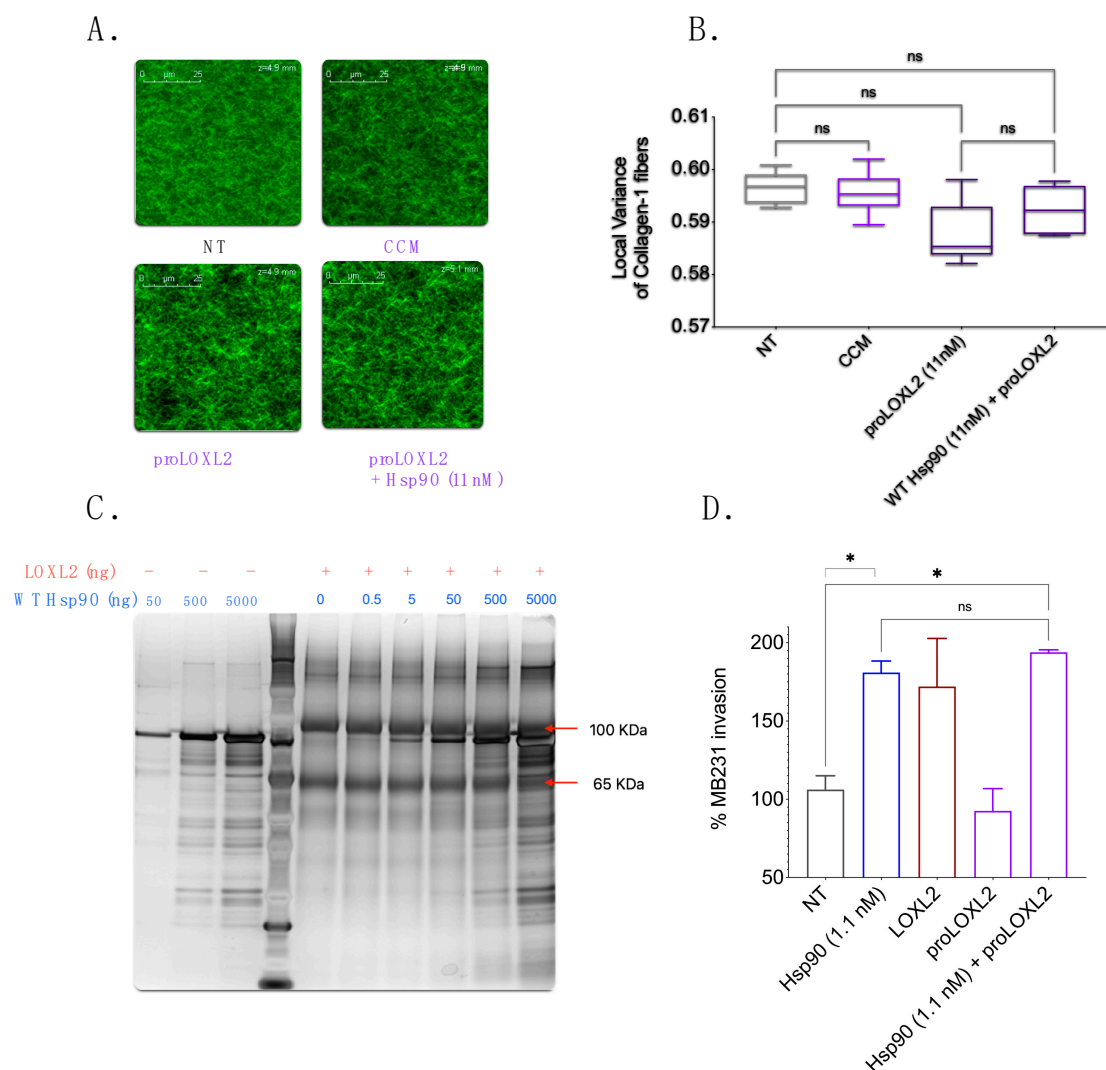 A.
0 µm 25
z=4.9 mm
0 µm 25
NT
CCM
0 µm 25
z=4.9 mm
0 µm 25
z=5.1 mm
proLOXL2
proLOXL2
+Hsp90 (11nM)
B.
ns
ns
ns
ns
Local Variance
of Collagen-1 fibers
0.61
0.60
0.59
0.58
0.57
NT
CCM
proLOXL2 (11nM)
WT Hsp90 (11nM) + proLOXL2
C.
LOXL2 (ng) − − − + + + + + +
WT Hsp90 (ng) 50 500 5000 0 0.5 5 50 500 5000
100 KDa
65 KDa
D.
*
*
ns
% MB231 invasion
200
150
100
50
NT
Hsp90 (1.1 nM)
LOXL2
proLOXL2
Hsp90 (1.1 nM) + proLOXL2